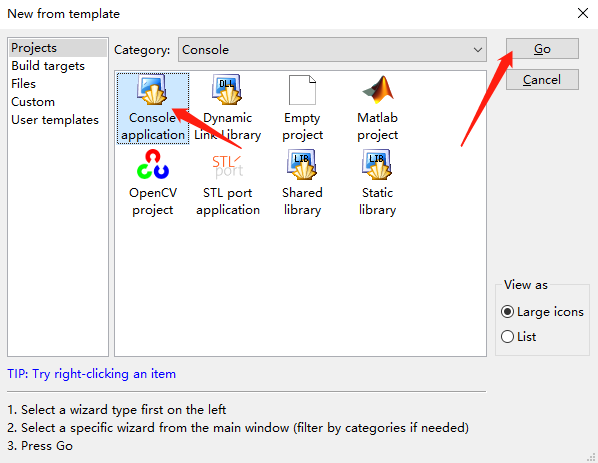 New from template
Projects
Build targets
Files
Custom
User templates
Category: Console
Go
Cancel
Console
application
DLL
Dynamic
Link Library
Empty
project
Matlab
project
OpenCV
project
STL
port
STL port
application
LIB
Shared
library
LIB
Static
library
View as
Large icons
List
TIP: Try right-clicking an item
1. Select a wizard type first on the left
2. Select a specific wizard from the main window (filter by categories if needed)
3. Press Go